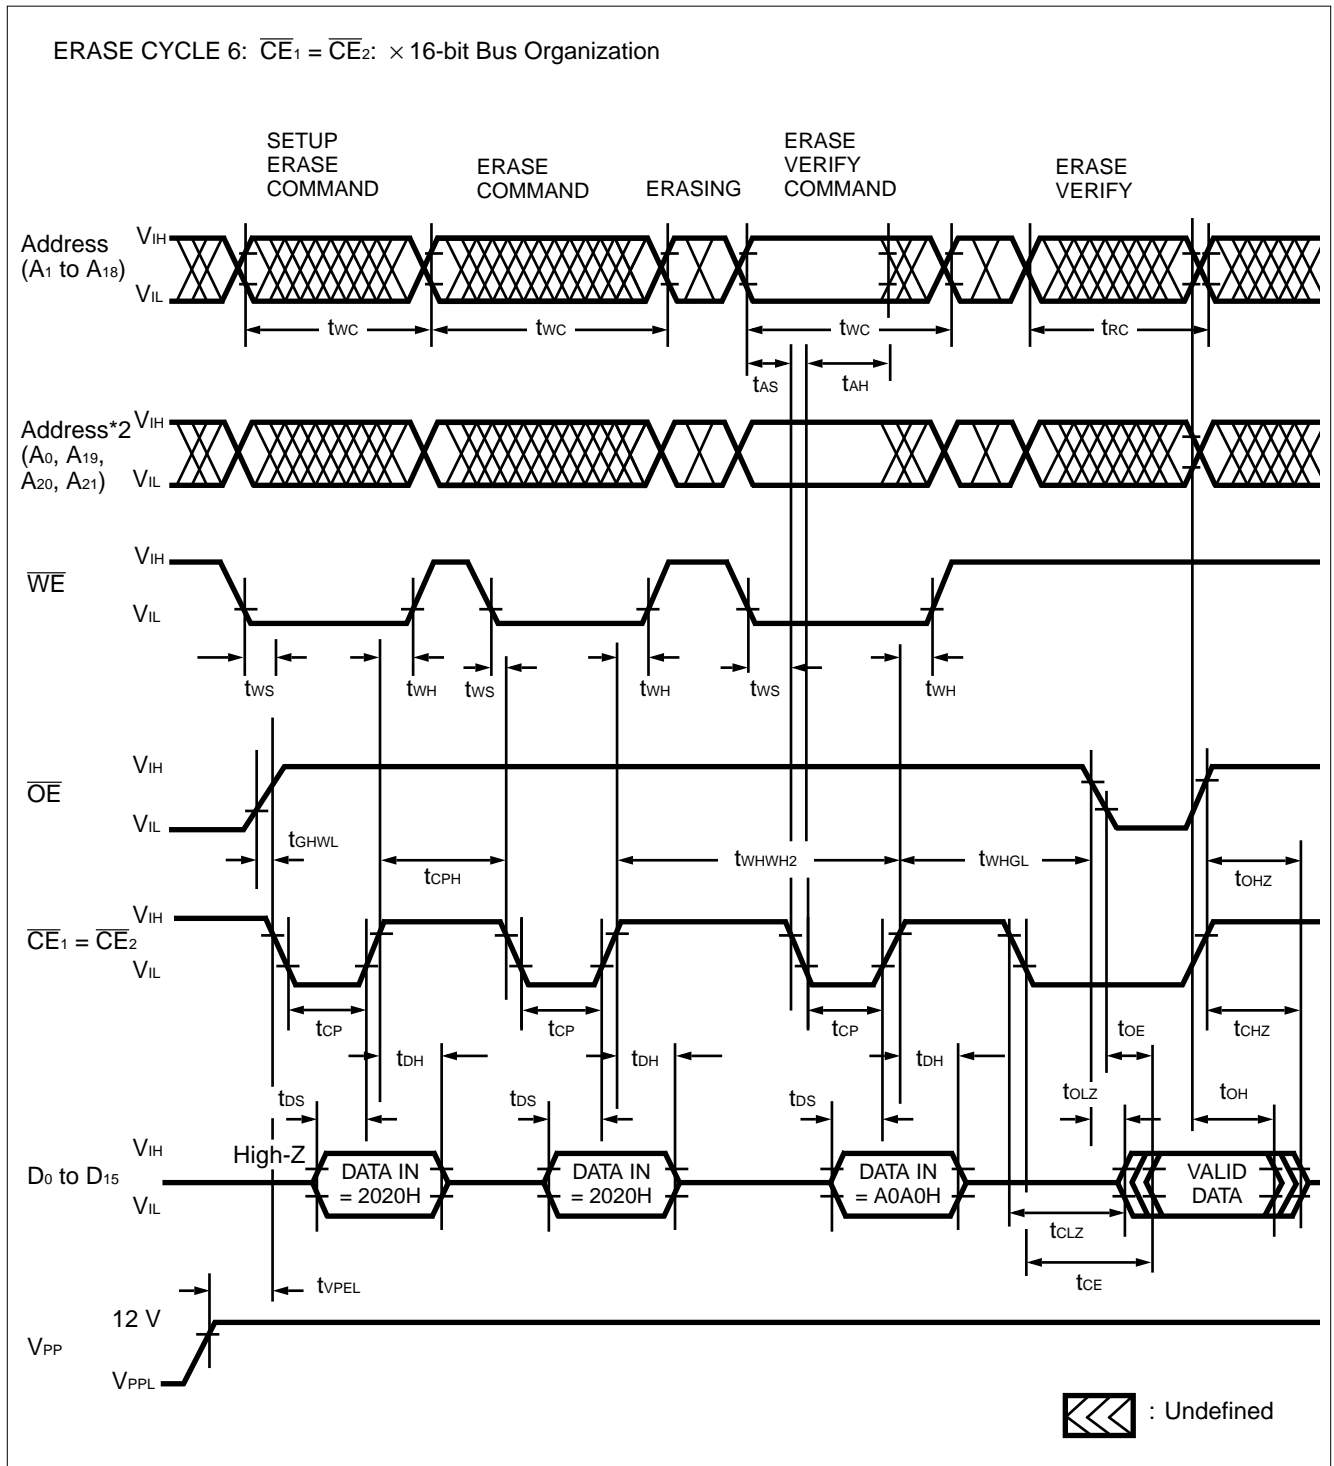 ERASE CYCLE 6: CE1 = CE2: × 16-bit Bus Organization
SETUP
ERASE
COMMAND
ERASE
COMMAND
ERASING
ERASE
VERIFY
COMMAND
ERASE
VERIFY
Address
(A1 to A18)
VIH
VIL
tWC
tWC
tWC
tRC
tAS
tAH
Address*2
(A0, A19,
A20, A21)
VIH
VIL
WE
VIH
VIL
tWS
tWH
tWS
tWH
tWS
tWH
OE
VIH
VIL
tGHWL
tCPH
tWHWH2
tWHGL
tOHZ
CE1 = CE2
VIH
VIL
tCP
tCP
tCP
tOE
tCHZ
tDH
tDH
tDH
tDS
tDS
tDS
tOLZ
tOH
D0 to D15
VIH
VIL
High-Z
DATA IN
= 2020H
DATA IN
= 2020H
DATA IN
= A0A0H
VALID
DATA
tCLZ
tCE
tVPEL
VPP
12 V
VPPL
: Undefined